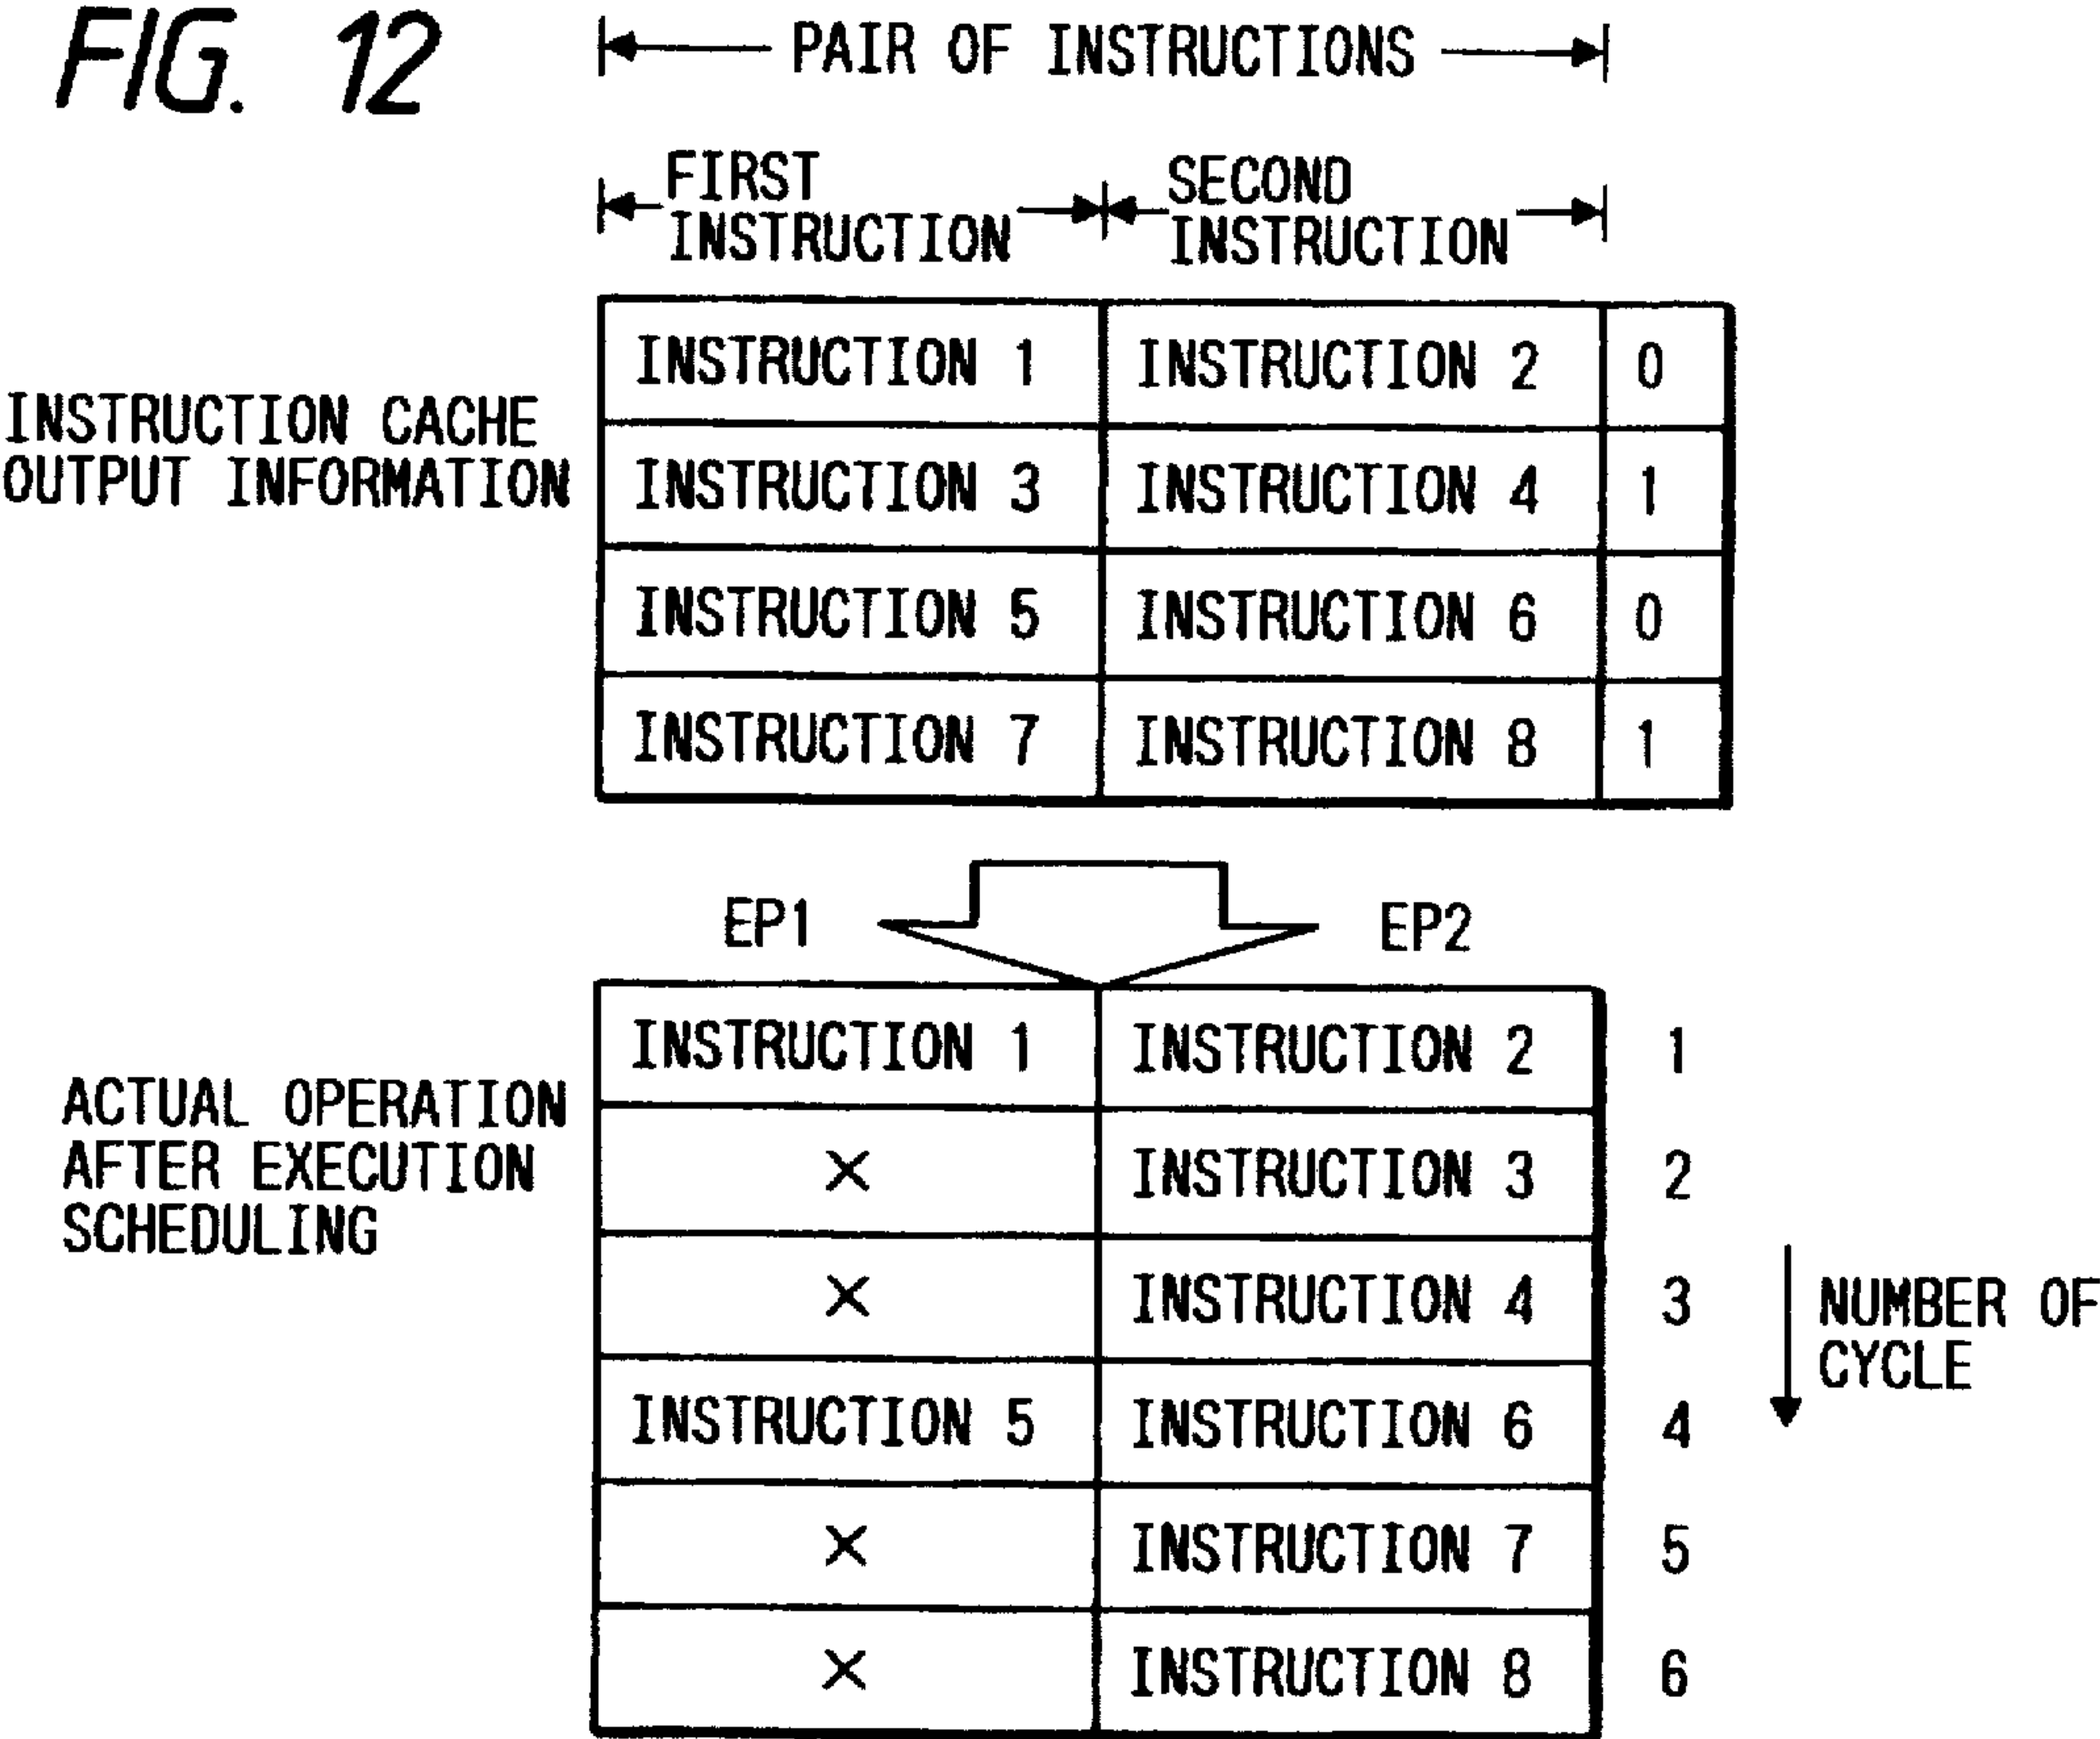 FIG. 12
PAIR OF INSTRUCTIONS
FIRST INSTRUCTION
SECOND INSTRUCTION
INSTRUCTION CACHE
OUTPUT INFORMATION
INSTRUCTION 1 INSTRUCTION 2 0
INSTRUCTION 3 INSTRUCTION 4 1
INSTRUCTION 5 INSTRUCTION 6 0
INSTRUCTION 7 INSTRUCTION 8 1
EP1 EP2
ACTUAL OPERATION
AFTER EXECUTION
SCHEDULING
INSTRUCTION 1 INSTRUCTION 2 1
× INSTRUCTION 3 2
× INSTRUCTION 4 3
INSTRUCTION 5 INSTRUCTION 6 4
× INSTRUCTION 7 5
× INSTRUCTION 8 6
NUMBER OF
CYCLE